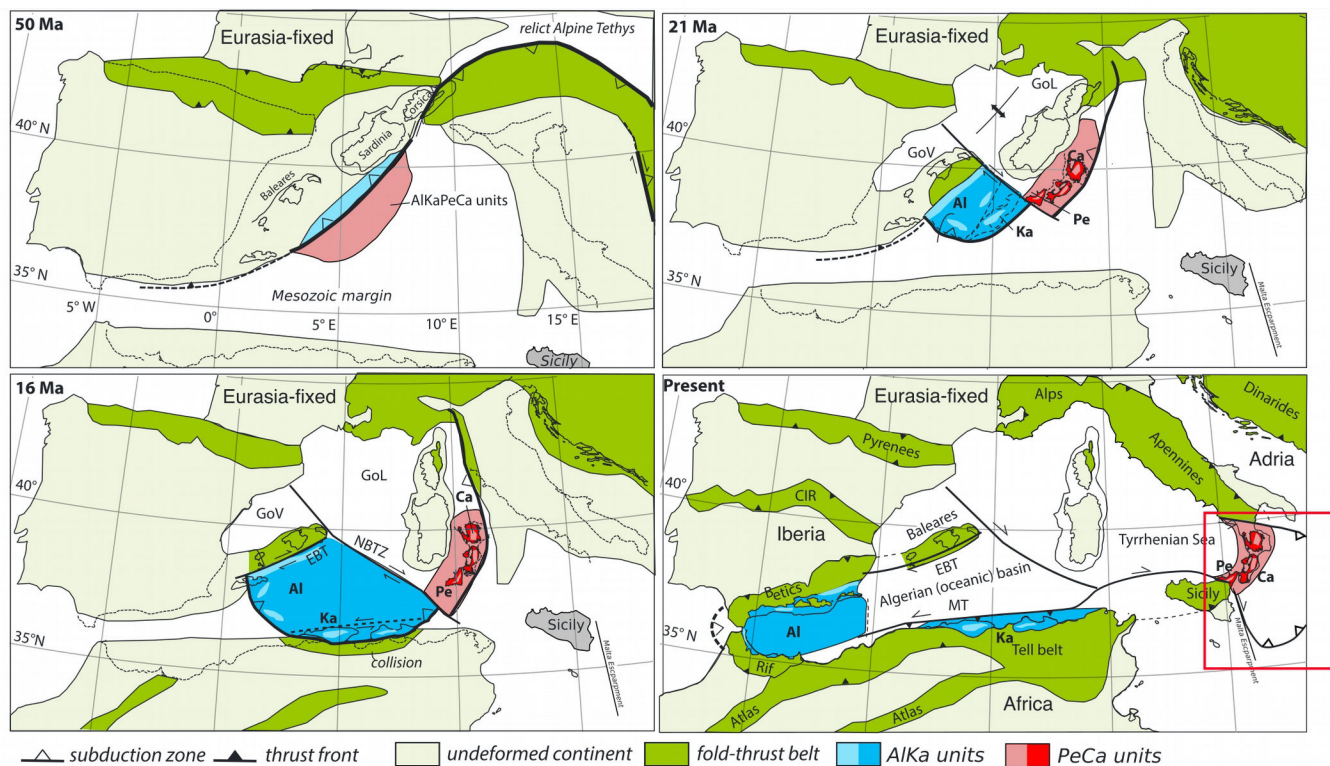 50 Ma
Eurasia-fixed
relict Alpine Tethys
Corsica
Sardinia
Baleares
AlKaPeCa units
40° N
35° N
5° W
0°
5° E
10° E
15° E
Mesozoic margin
Sicily
21 Ma
Eurasia-fixed
GoL
40° N
GoV
Ca
Al
Pe
Ka
35° N
Sicily
Malta Escparpment
16 Ma
Eurasia-fixed
GoL
40° N
Ca
GoV
NBTZ
EBT
Al
Pe
Ka
35° N
Sicily
collision
Malta Escparpment
Present
Eurasia-fixed
Alps
Dinarides
Pyrenees
Apennines
Adria
40° N
CIR
Iberia
Baleares
Tyrrhenian Sea
EBT
Pe
Ca
Betics
Algerian (oceanic) basin
Sicily
MT
Al
Ka
35° N
Tell belt
Rif
Malta Escparpment
Atlas
Atlas
Africa
subduction zone
thrust front
undeformed continent
fold-thrust belt
AlKa units
PeCa units